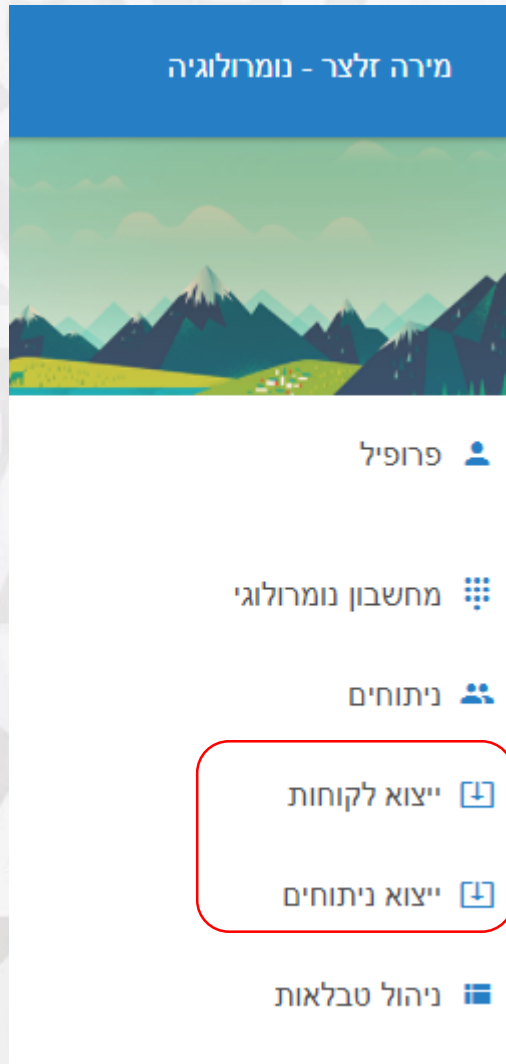 מירה זלצר - נומרולוגיה
פרופיל
מחשבון נומרולוגי
ניתוחים
ייצוא לקוחות
ייצוא ניתוחים
ניהול טבלאות